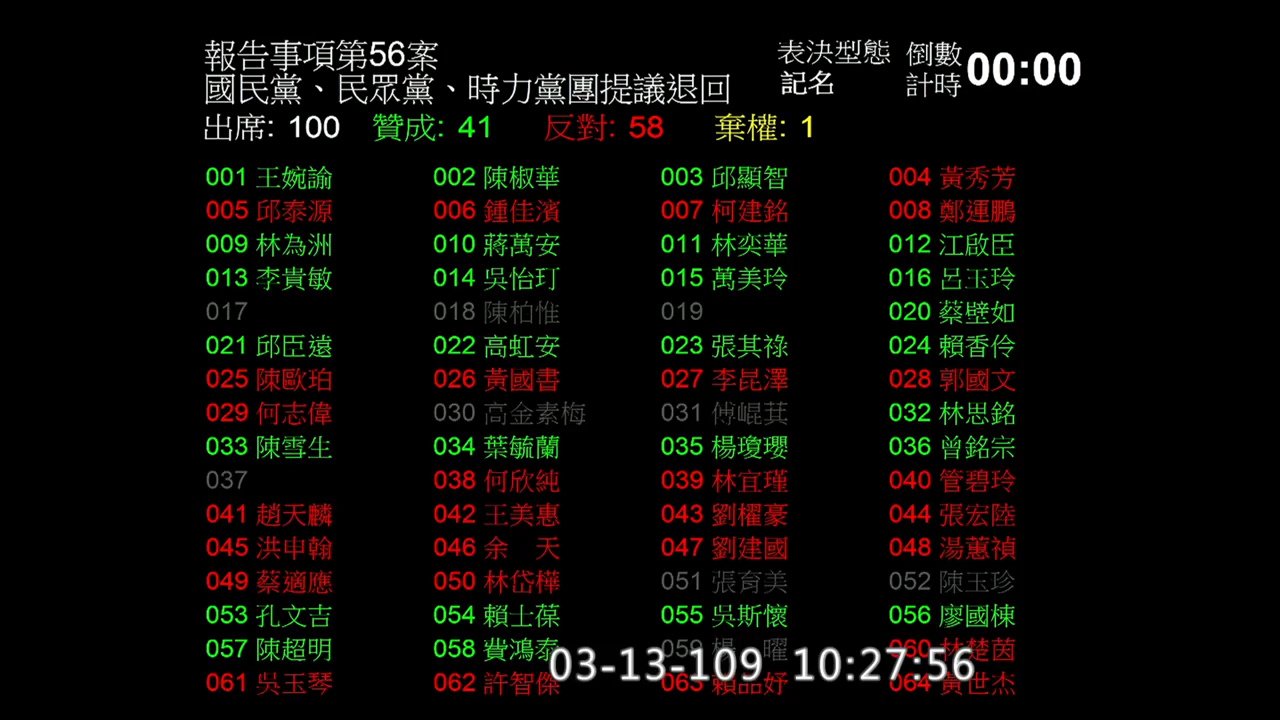 報告事項第56案 表決型態 倒數 00:00
國民黨、民眾黨、時力黨團提議退回 記名 計時
出席: 100 贊成: 41 反對: 58 棄權: 1
001 王婉諭 002 陳椒華 003 邱顯智 004 黃秀芳
005 邱泰源 006 鍾佳濱 007 柯建銘 008 鄭運鵬
009 林為洲 010 蔣萬安 011 林奕華 012 江啟臣
013 李貴敏 014 吳怡玎 015 萬美玲 016 呂玉玲
017 018 陳柏惟 019 020 蔡壁如
021 邱臣遠 022 高虹安 023 張其祿 024 賴香伶
025 陳歐珀 026 黃國書 027 李昆澤 028 郭國文
029 何志偉 030 高金素梅 031 傅崐萁 032 林思銘
033 陳雪生 034 葉毓蘭 035 楊瓊瓔 036 曾銘宗
037 038 何欣純 039 林宜瑾 040 管碧玲
041 趙天麟 042 王美惠 043 劉櫂豪 044 張宏陸
045 洪申翰 046 余　天 047 劉建國 048 湯蕙禎
049 蔡適應 050 林岱樺 051 張育美 052 陳玉珍
053 孔文吉 054 賴士葆 055 吳斯懷 056 廖國棟
057 陳超明 058 費鴻泰 059 楊　曜 060 林楚茵
03-13-109 10:27:56
061 吳玉琴 062 許智傑 063 賴品妤 064 黃世杰